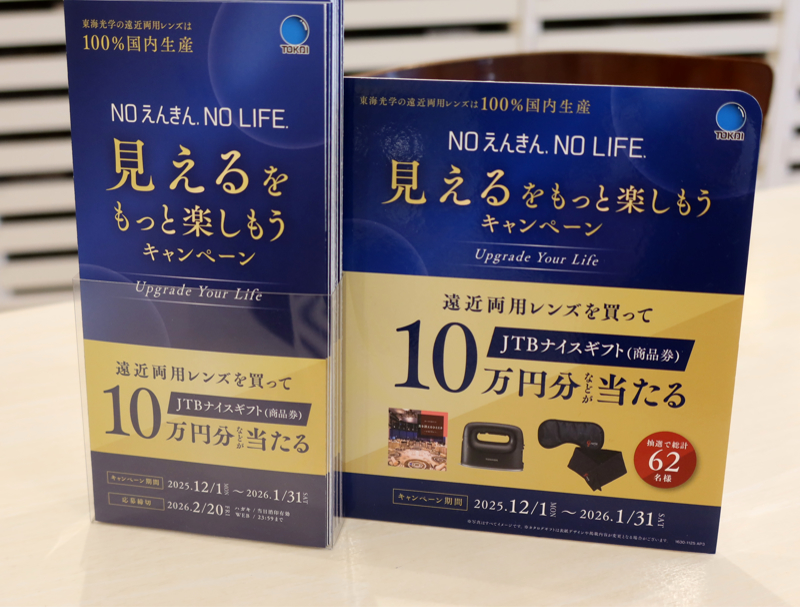 東海光学の遠近両用レンズは
100%国内生産
TOKAI
NO えんきん. NO LIFE.
見えるを
もっと楽しもう
キャンペーン
Upgrade Your Life
遠近両用レンズを買って
JTBナイスギフト(商品券)
10万円分などが当たる
キャンペーン期間 2025.12/1 MON 〜2026.1/31 SAT
応募締切 2026.2/20 FRI ハガキ / 当日消印有効
WEB / 23:59まで
東海光学の遠近両用レンズは100%国内生産
TOKAI
NO えんきん. NO LIFE.
見えるをもっと楽しもう
キャンペーン
Upgrade Your Life
遠近両用レンズを買って
JTBナイスギフト(商品券)
10万円分などが当たる
抽選で総計
62
名様
キャンペーン期間 2025.12/1 MON 〜2026.1/31 SAT